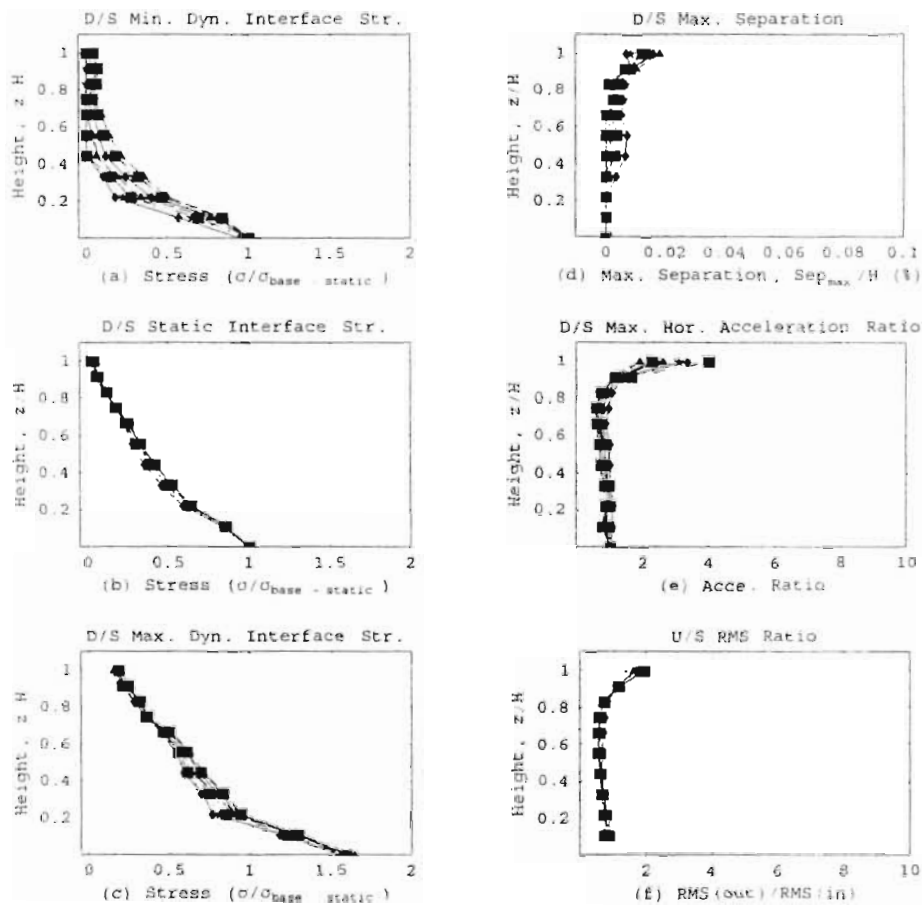 D/S Min. Dyn. Interface Str.
Height, z H
1
0.8
0.6
0.4
0.2
0 0.5 1 1.5 2
(a) Stress (σ/σbase - static)
D/S Static Interface Str.
Height, z/H
1
0.8
0.6
0.4
0.2
0 0.5 1 1.5 2
(b) Stress (σ/σbase - static)
D/S Max. Dyn. Interface Str.
Height, z H
1
0.8
0.6
0.4
0.2
0 0.5 1 1.5 2
(c) Stress (σ/σbase static)
D/S Max. Separation
Height, z/H
1
0.8
0.6
0.4
0.2
0 0.02 0.04 0.06 0.08 0.1
(d) Max. Separation, Sepmax/H (%)
D/S Max. Hor. Acceleration Ratio
Height, z/H
1
0.8
0.6
0.4
0.2
2 4 6 8 10
(e) Acce. Ratio
U/S RMS Ratio
Height, z/H
1
0.8
0.6
0.4
0.2
2 4 6 8 10
(f) RMS(out)/RMS(in)